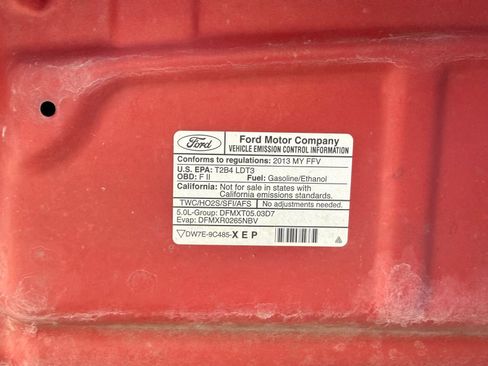 Ford
Ford Motor Company
VEHICLE EMISSION CONTROL INFORMATION
Conforms to regulations: 2013 MY FFV
U.S. EPA: T2B4 LDT3
OBD: F II Fuel: Gasoline/Ethanol
California: Not for sale in states with
California emissions standards.
TWC/HO2S/SFI/AFS No adjustments needed.
5.0L-Group: DFMXT05.03D7
Evap: DFMXR0265NBV
DW7E-9C485-XEP